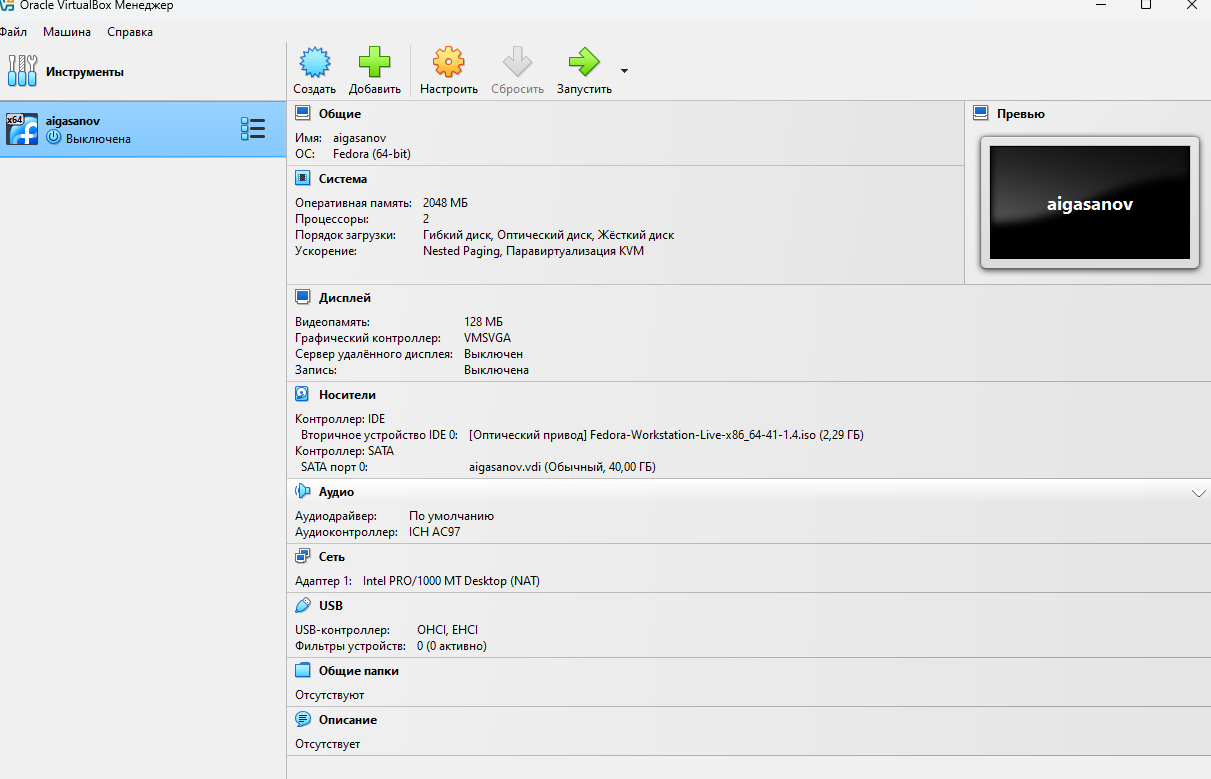 Oracle VirtualBox Менеджер
Файл Машина Справка
Инструменты
Создать Добавить Настроить Сбросить Запустить
x64
aigasanov
Выключена
Общие
Имя: aigasanov
ОС: Fedora (64-bit)
Превью
aigasanov
Система
Оперативная память: 2048 МБ
Процессоры: 2
Порядок загрузки: Гибкий диск, Оптический диск, Жёсткий диск
Ускорение: Nested Paging, Паравиртуализация KVM
Дисплей
Видеопамять: 128 МБ
Графический контроллер: VMSVGA
Сервер удалённого дисплея: Выключен
Запись: Выключена
Носители
Контроллер: IDE
Вторичное устройство IDE 0: [Оптический привод] Fedora-Workstation-Live-x86_64-41-1.4.iso (2,29 ГБ)
Контроллер: SATA
SATA порт 0: aigasanov.vdi (Обычный, 40,00 ГБ)
Аудио
Аудиодрайвер: По умолчанию
Аудиоконтроллер: ICH AC97
Сеть
Адаптер 1: Intel PRO/1000 MT Desktop (NAT)
USB
USB-контроллер: OHCI, EHCI
Фильтры устройств: 0 (0 активно)
Общие папки
Отсутствуют
Описание
Отсутствует